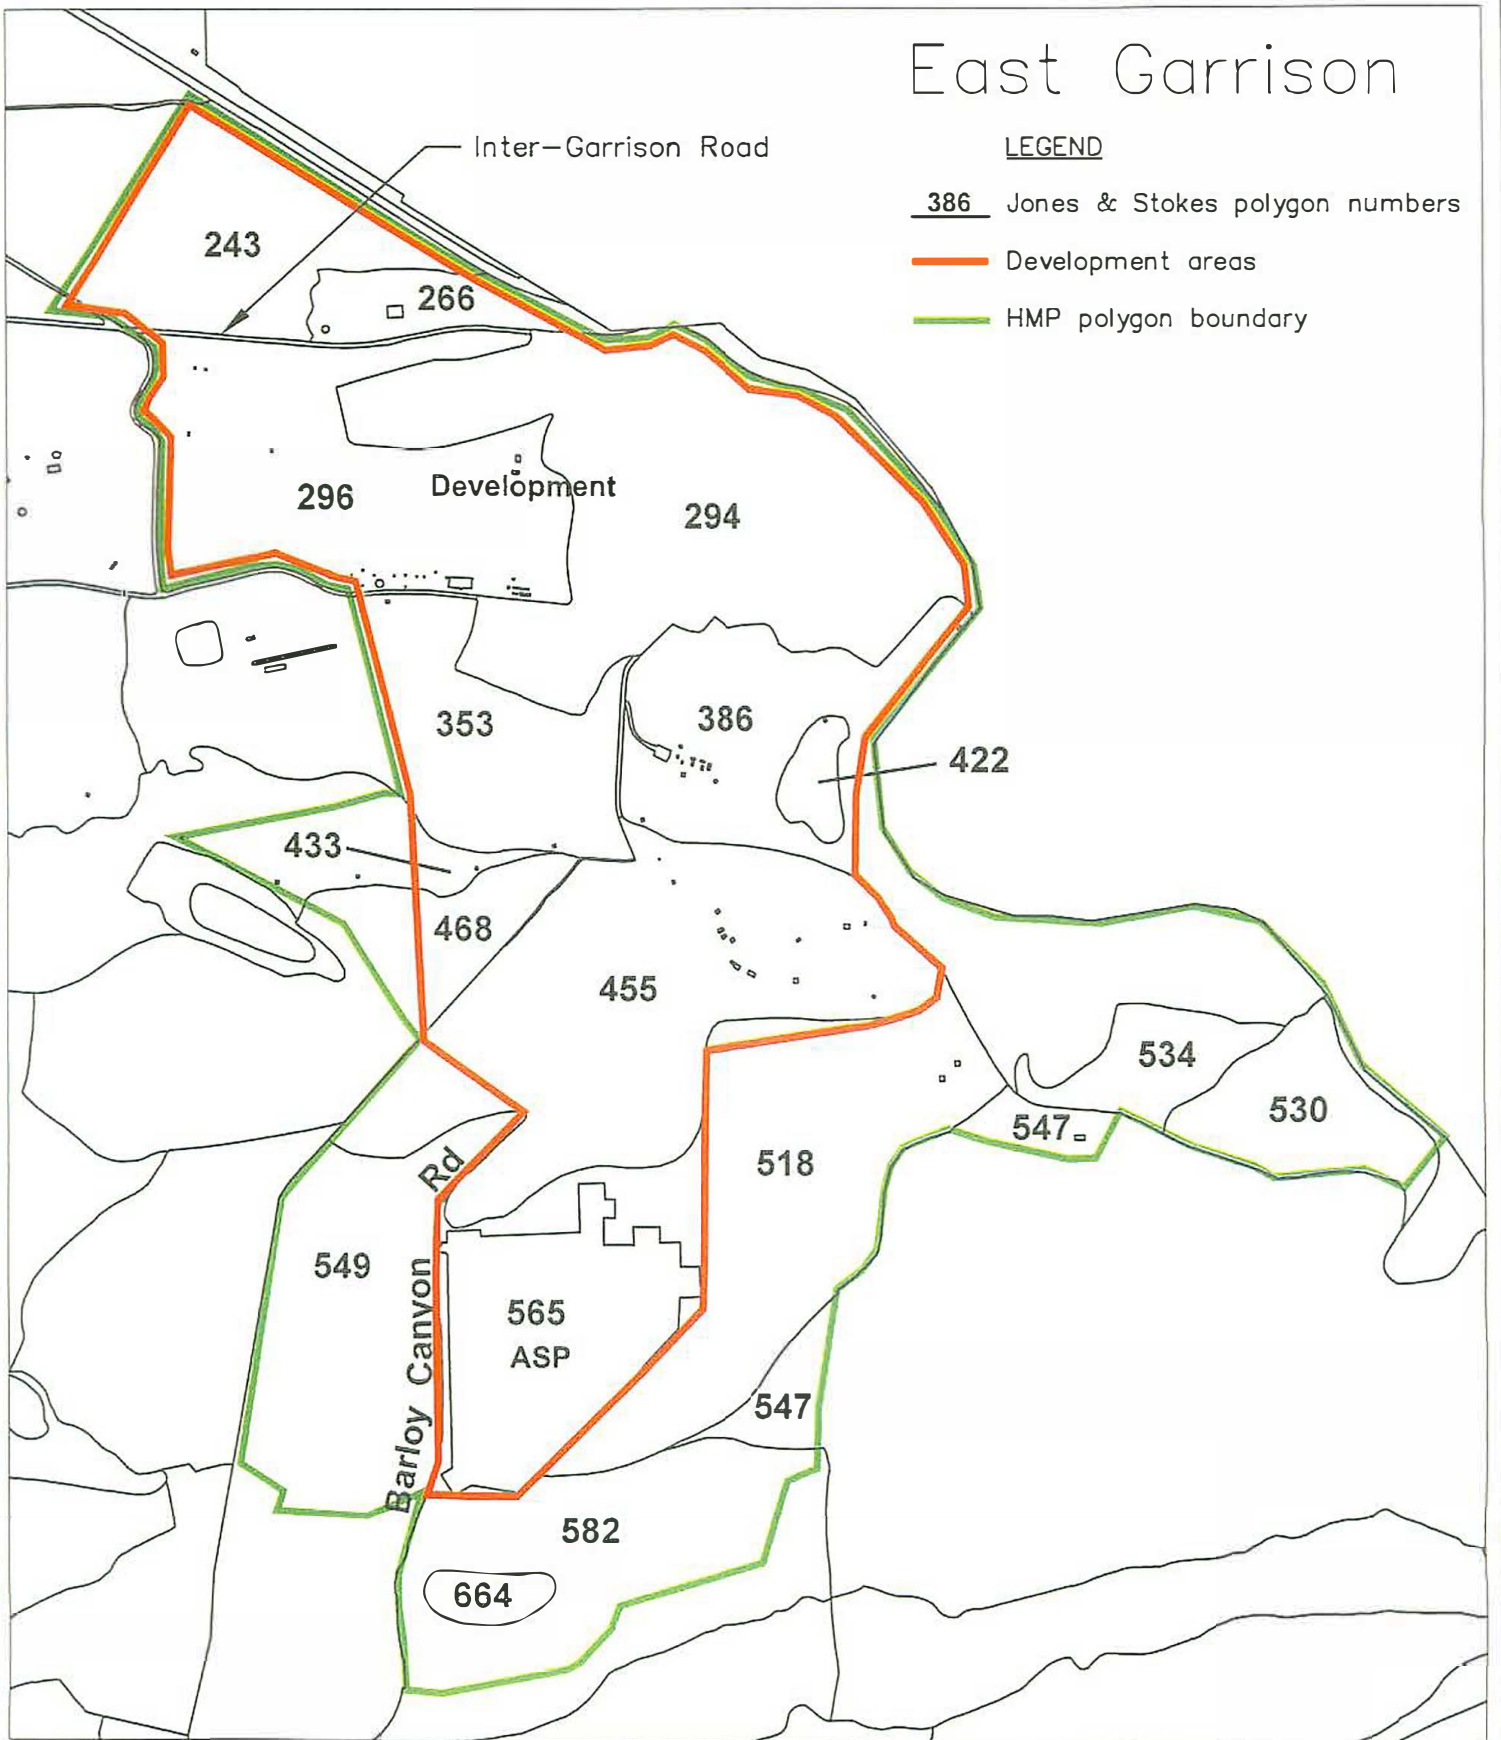 East Garrison
Inter-Garrison Road
LEGEND
386 Jones & Stokes polygon numbers
Development areas
HMP polygon boundary
243
266
296
Development
294
353
386
422
433
468
455
534
530
547
518
Rd
549
Barloy Canyon
565
ASP
547
582
664